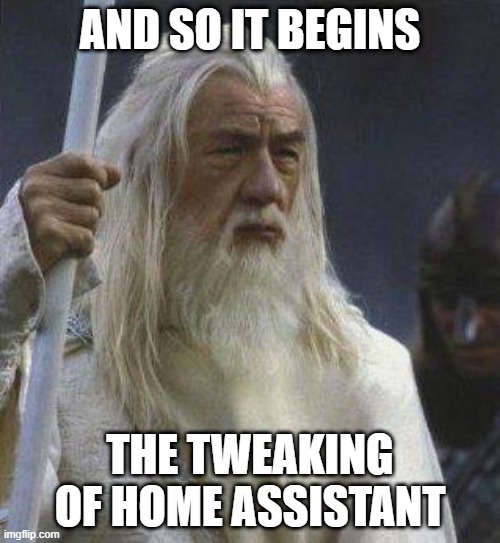 AND SO IT BEGINS
THE TWEAKING
OF HOME ASSISTANT
imgflip.com